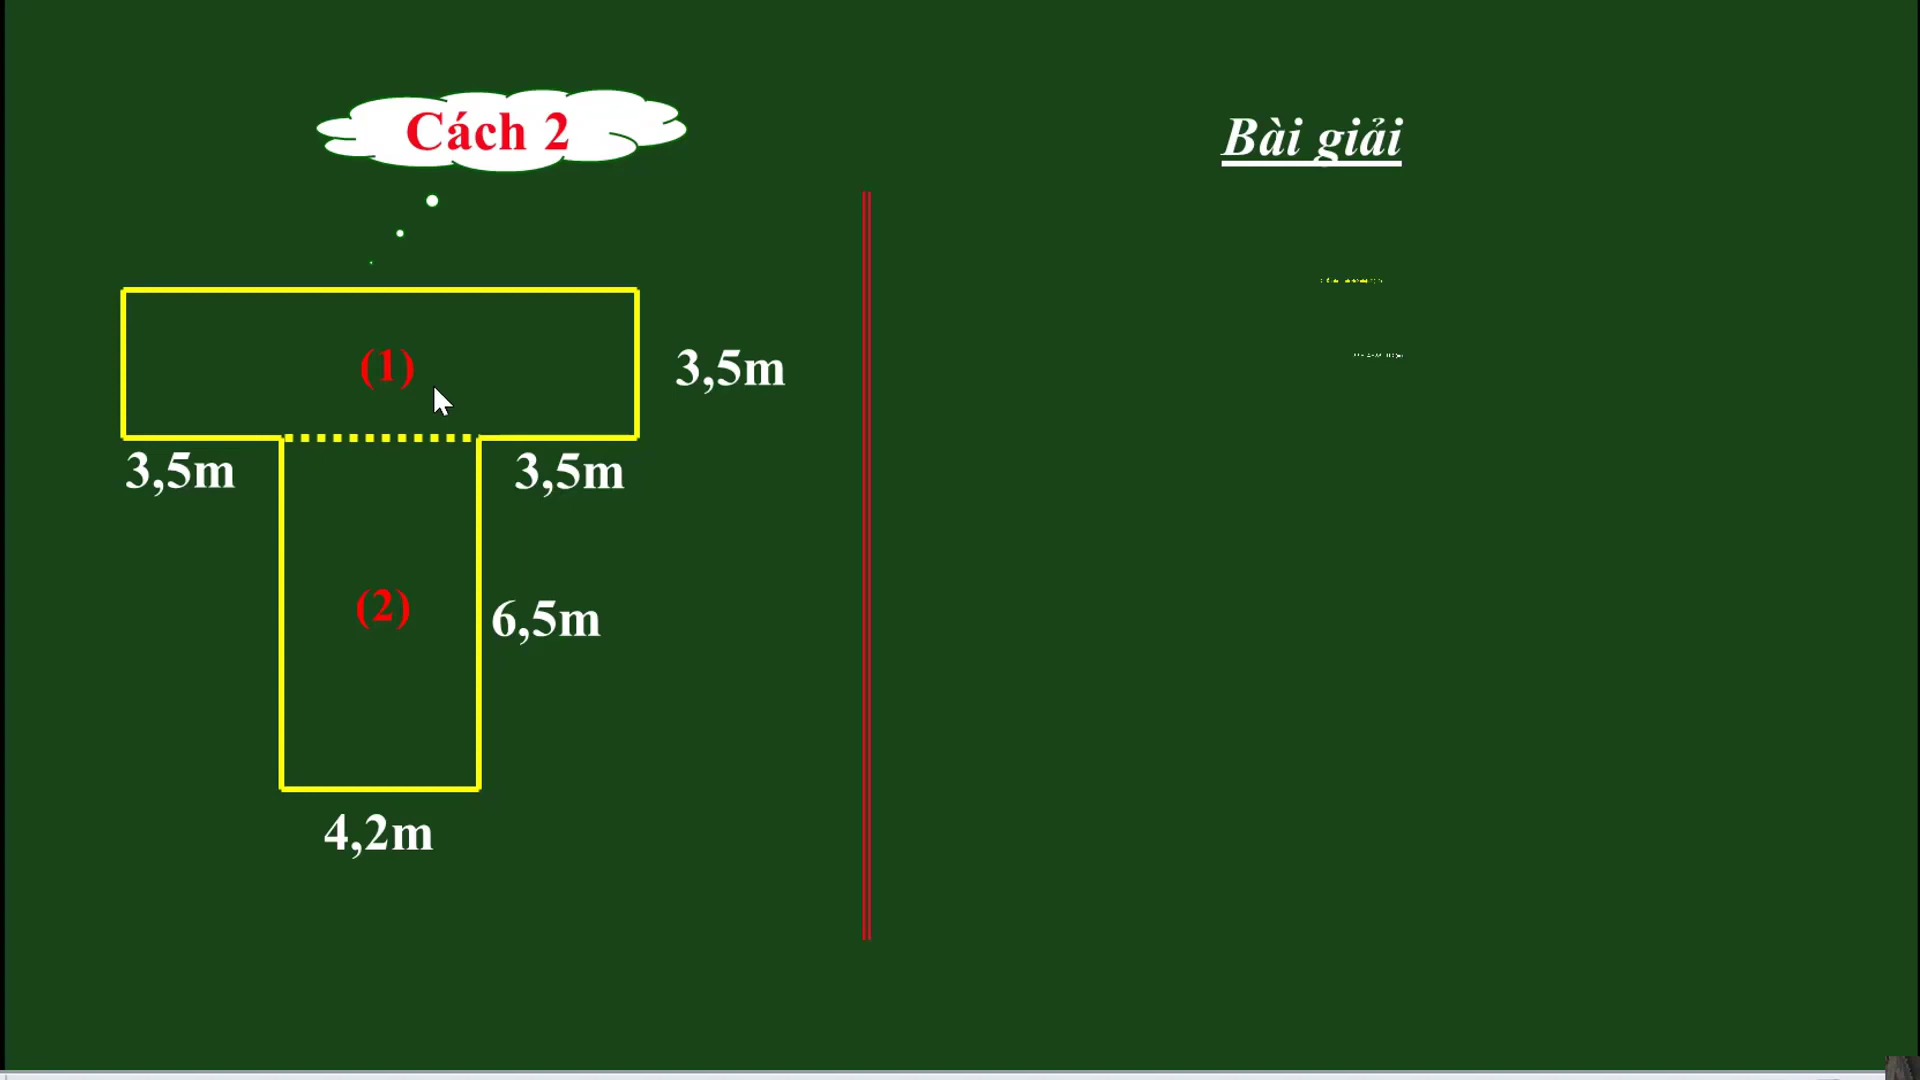 Cách 2
Bài giải
(1)
3,5m
3,5m
3,5m
(2)
6,5m
4,2m